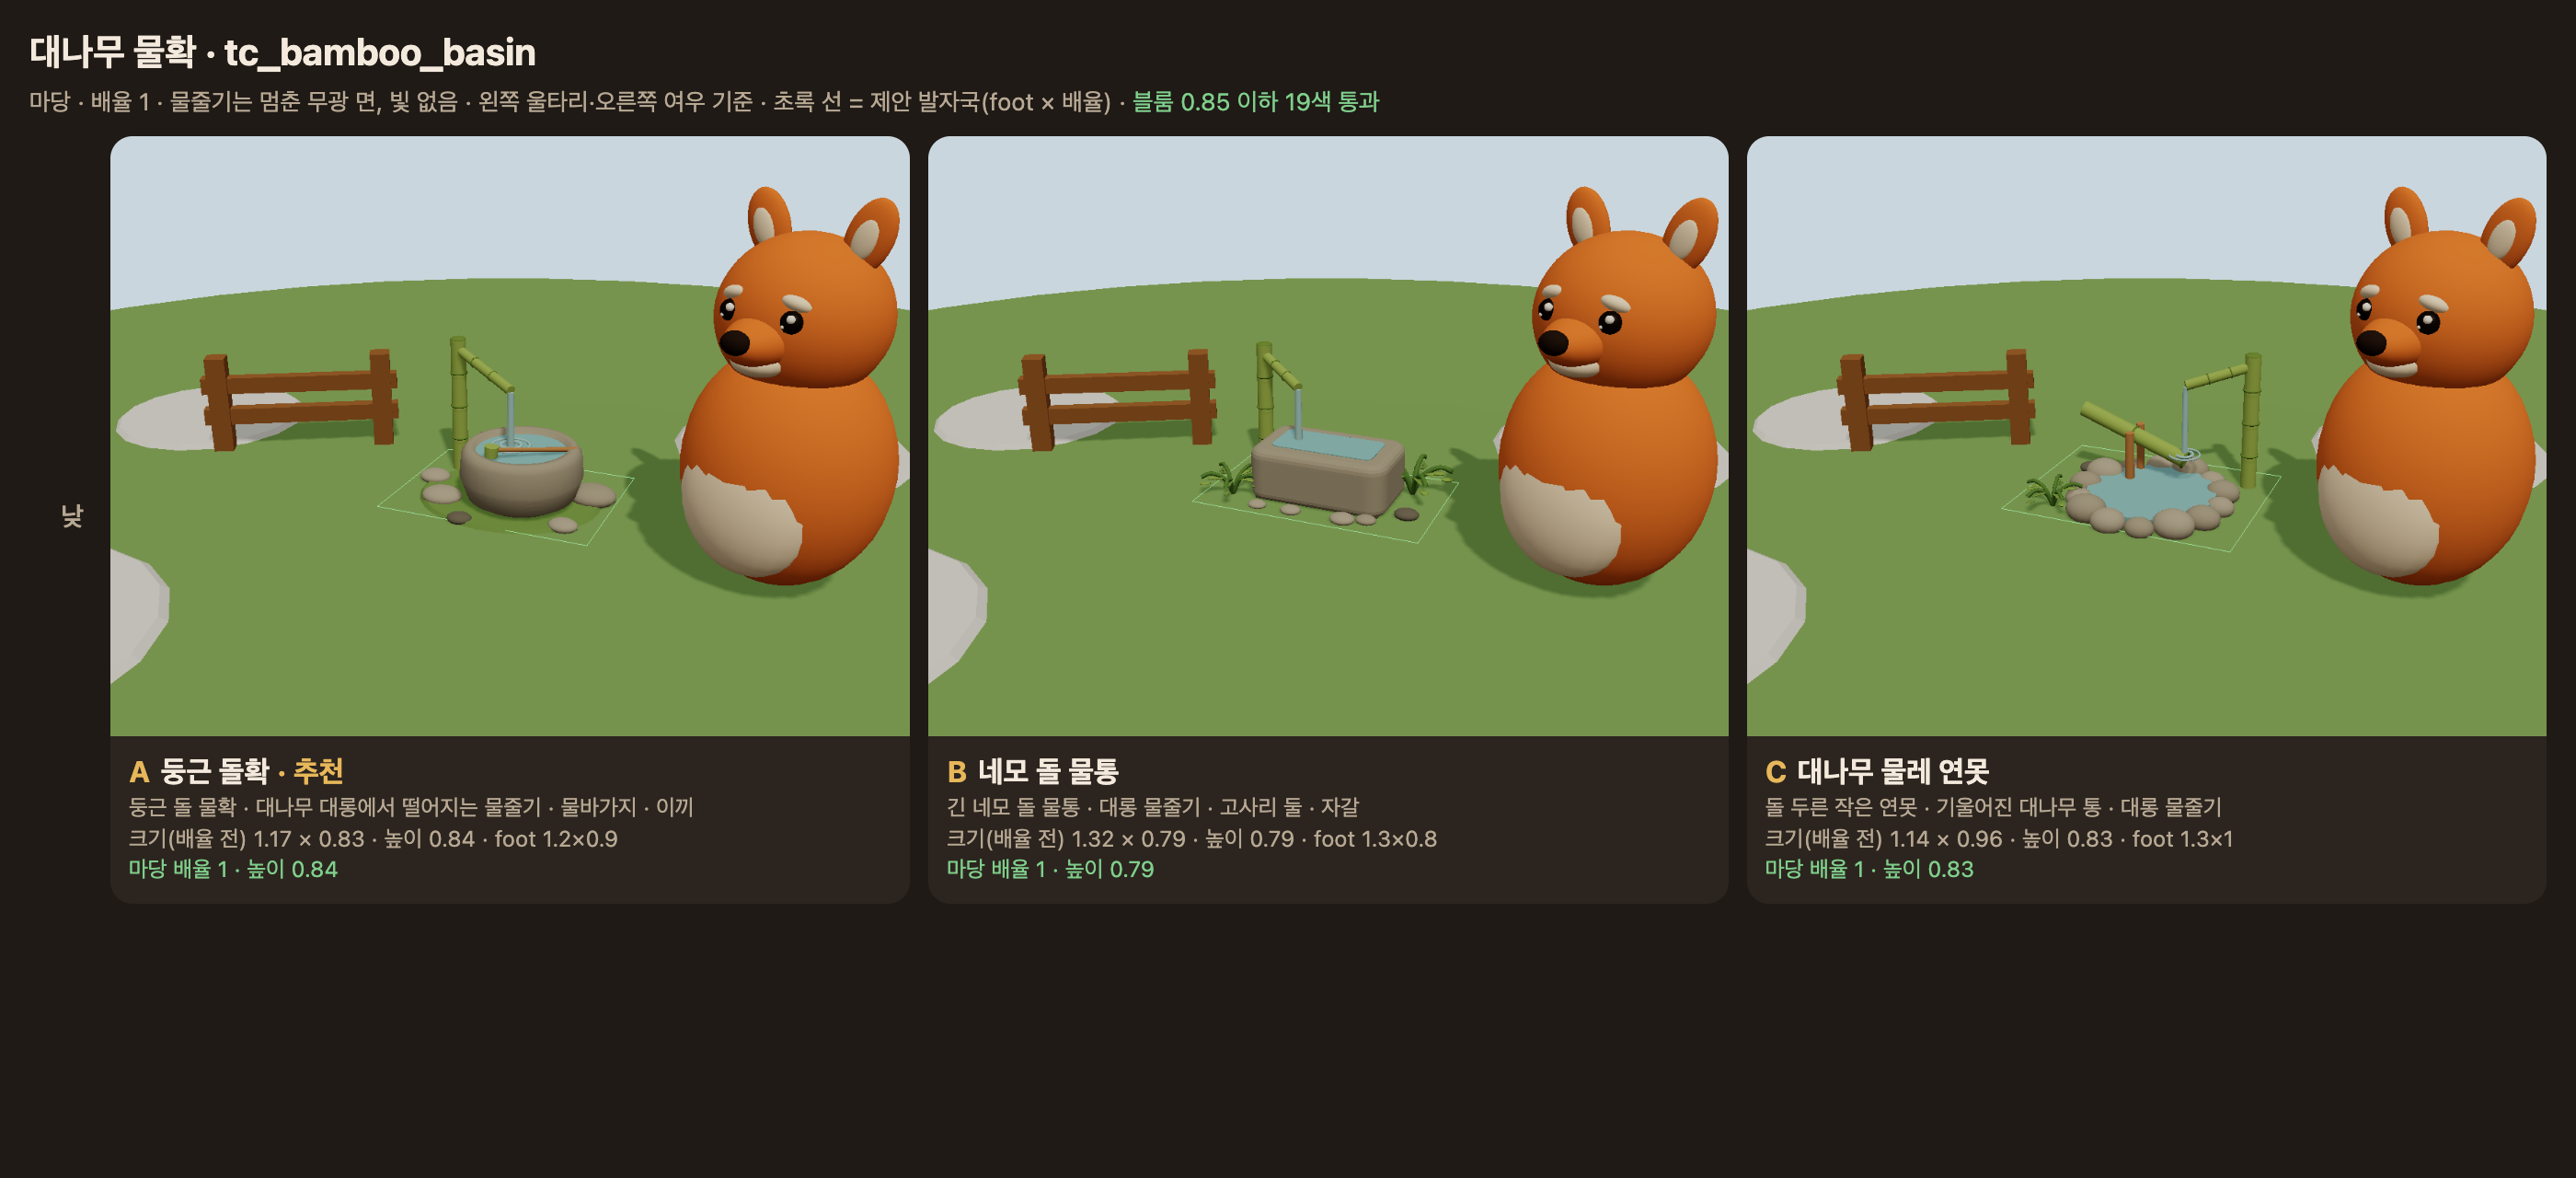 대나무 물확 · tc_bamboo_basin
마당 · 배율 1 · 물줄기는 멈춘 무광 면, 빛 없음 · 왼쪽 울타리·오른쪽 여우 기준 · 초록 선 = 제안 발자국(foot × 배율) · 블룸 0.85 이하 19색 통과
낮
A 둥근 돌확 · 추천
둥근 돌 물확 · 대나무 대롱에서 떨어지는 물줄기 · 물바가지 · 이끼
크기(배율 전) 1.17 × 0.83 · 높이 0.84 · foot 1.2×0.9
마당 배율 1 · 높이 0.84
B 네모 돌 물통
긴 네모 돌 물통 · 대롱 물줄기 · 고사리 둘 · 자갈
크기(배율 전) 1.32 × 0.79 · 높이 0.79 · foot 1.3×0.8
마당 배율 1 · 높이 0.79
C 대나무 물레 연못
돌 두른 작은 연못 · 기울어진 대나무 통 · 대롱 물줄기
크기(배율 전) 1.14 × 0.96 · 높이 0.83 · foot 1.3×1
마당 배율 1 · 높이 0.83